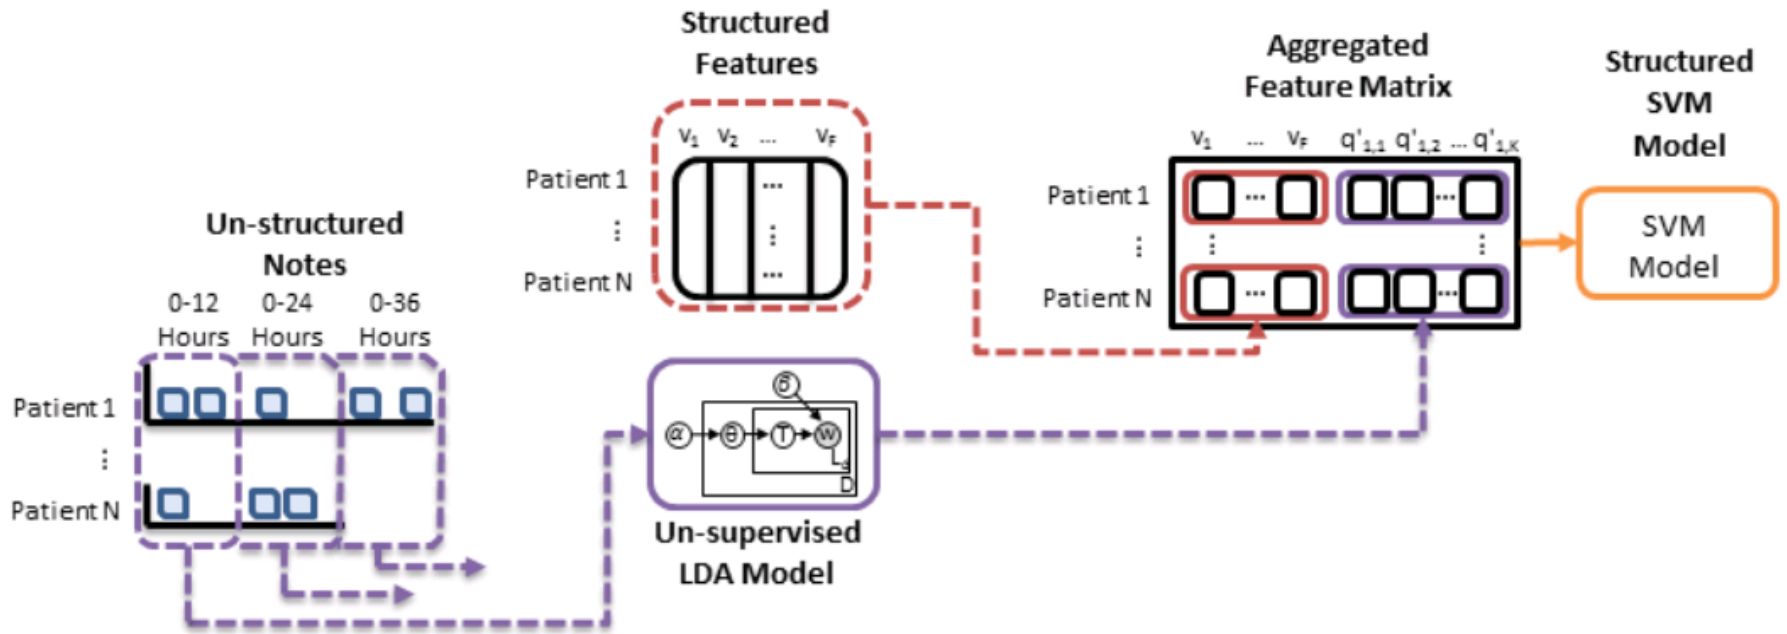 Un-structured
Notes
0-12
Hours
0-24
Hours
0-36
Hours
Patient 1
⋮
Patient N
Structured
Features
v₁ v₂ ... v_F
Patient 1
...
⋮
⋮
Patient N
...
α θ T w
D
Un-supervised
LDA Model
Aggregated
Feature Matrix
v₁ ... v_F q'₁,₁ q'₁,₂ ... q'₁,K
Patient 1
... ...
⋮ ⋮ ⋮
Patient N
... ...
Structured
SVM
Model
SVM
Model